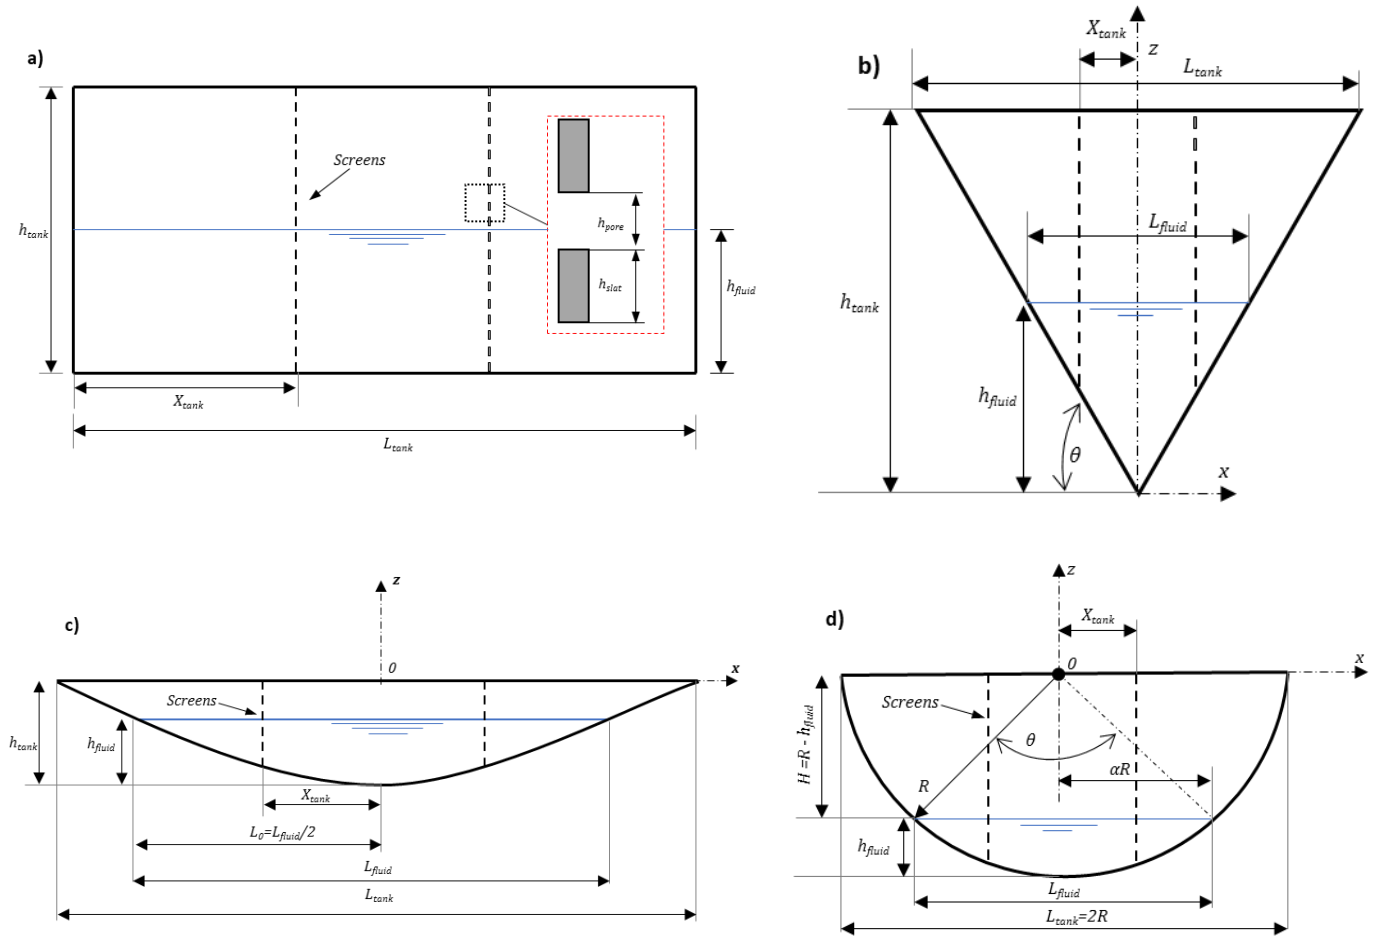 a)
Screens
h_tank
h_pore
h_slat
h_fluid
X_tank
L_tank
b)
X_tank
z
L_tank
L_fluid
h_tank
h_fluid
θ
x
c)
z
0
x
Screens
h_tank
h_fluid
X_tank
L_0=L_fluid/2
L_fluid
L_tank
d)
z
X_tank
0
x
Screens
H =R - h_fluid
θ
R
αR
h_fluid
L_fluid
L_tank=2R